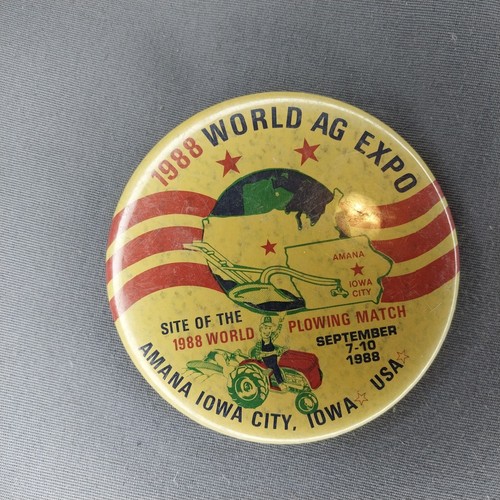 1988 WORLD AG EXPO
AMANA
IOWA
CITY
SITE OF THE
1988 WORLD PLOWING MATCH
SEPTEMBER
7-10
1988
AMANA IOWA CITY, IOWA USA